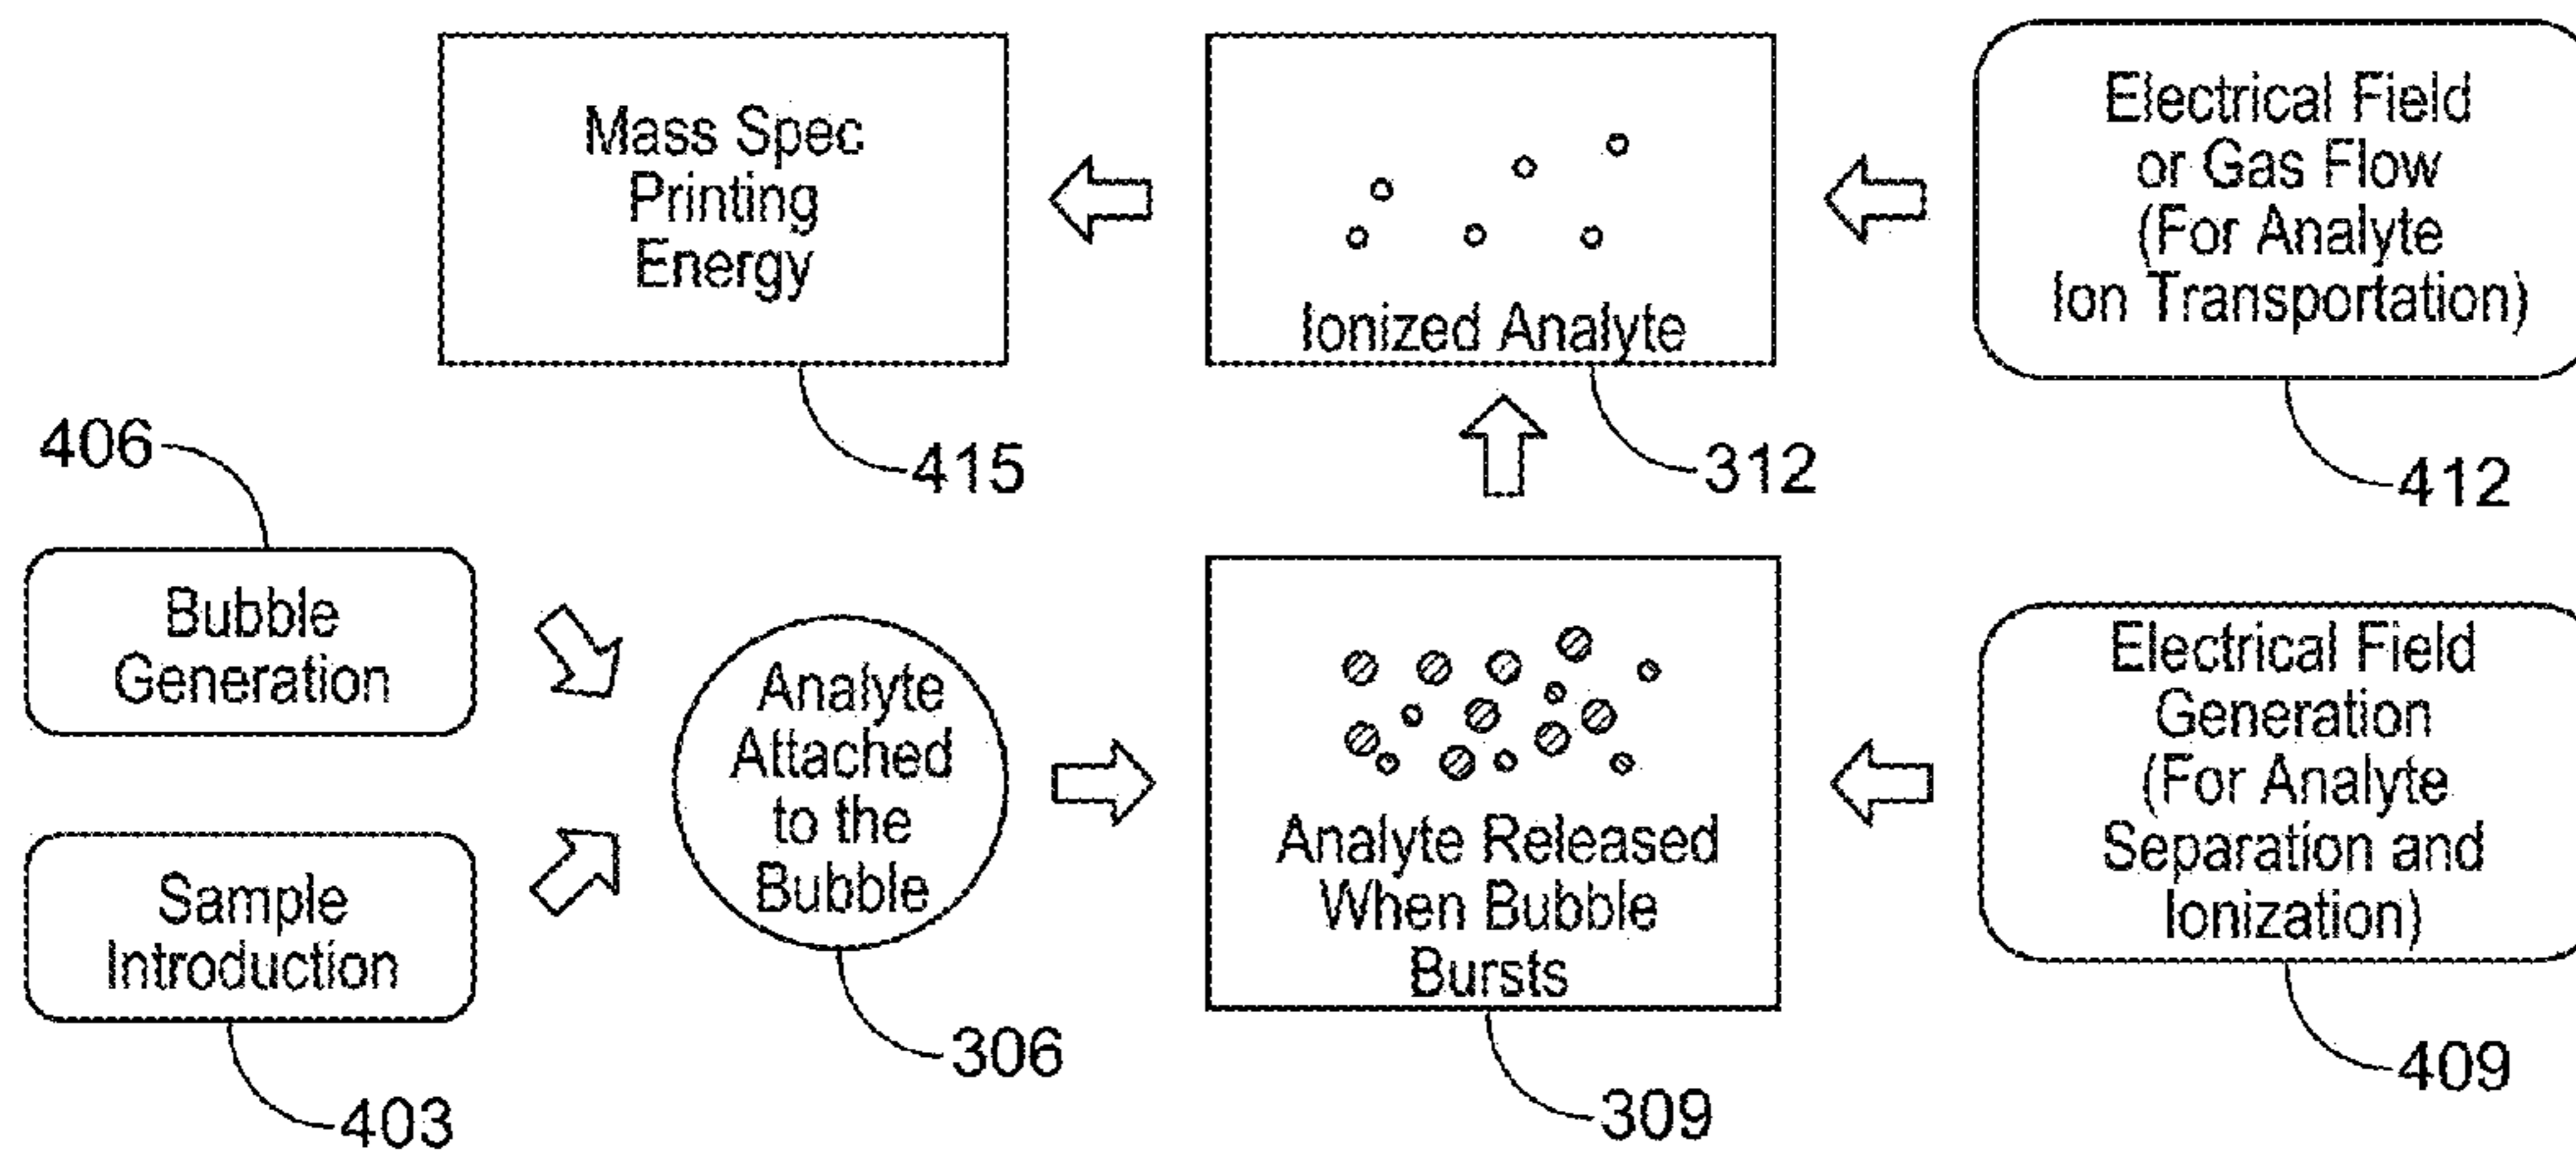 Mass Spec
Printing
Energy
415
Ionized Analyte
312
Electrical Field
or Gas Flow
(For Analyte
Ion Transportation)
412
406
Bubble
Generation
Sample
Introduction
403
Analyte
Attached
to the
Bubble
306
Analyte Released
When Bubble
Bursts
309
Electrical Field
Generation
(For Analyte
Separation and
Ionization)
409